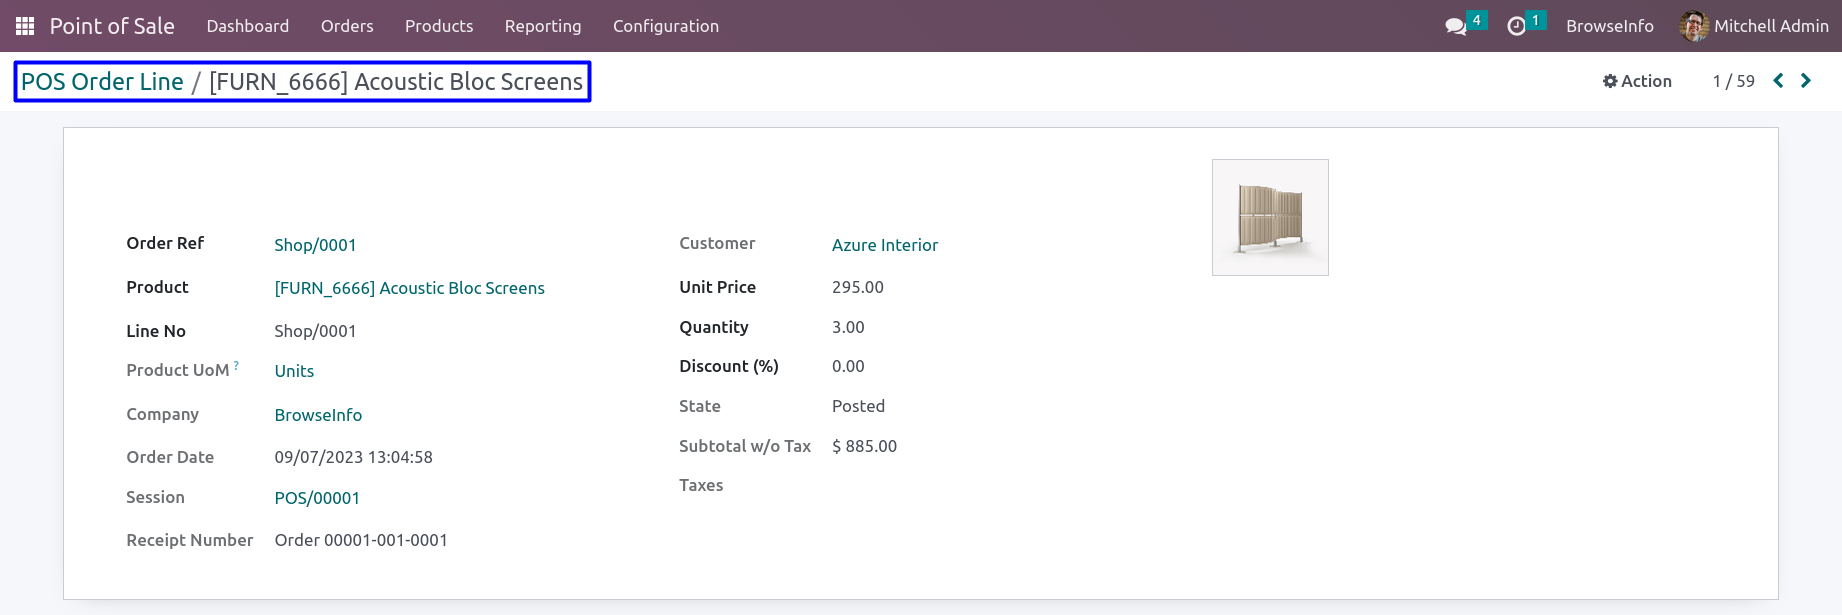 Point of Sale Dashboard Orders Products Reporting Configuration 4 1 BrowseInfo Mitchell Admin
POS Order Line / [FURN_6666] Acoustic Bloc Screens Action 1 / 59
Order Ref Shop/0001
Product [FURN_6666] Acoustic Bloc Screens
Line No Shop/0001
Product UoM ? Units
Company BrowseInfo
Order Date 09/07/2023 13:04:58
Session POS/00001
Receipt Number Order 00001-001-0001
Customer Azure Interior
Unit Price 295.00
Quantity 3.00
Discount (%) 0.00
State Posted
Subtotal w/o Tax $ 885.00
Taxes